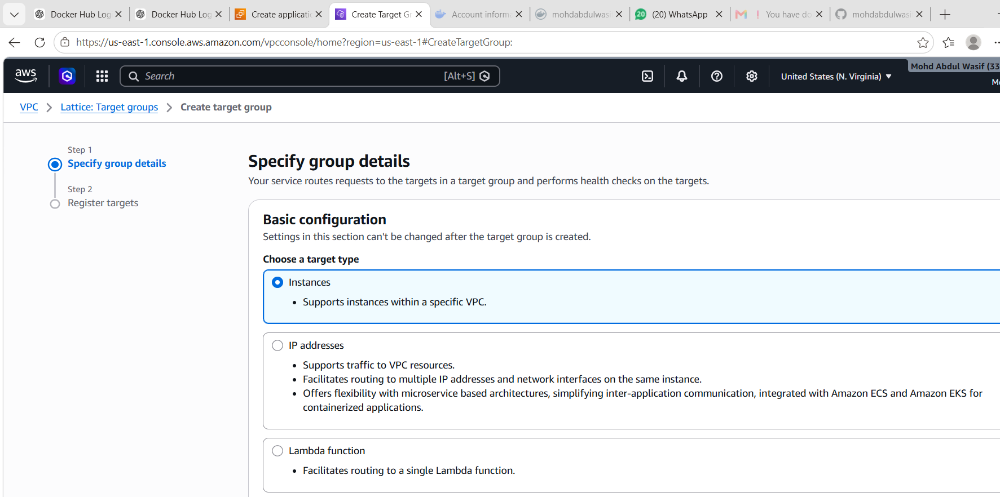 Docker Hub Log
Docker Hub Log
Create applicatio
Create Target Gr
Account informa
mohdabdulwasi
20
(20) WhatsApp
! You have do
mohdabdulwasi
https://us-east-1.console.aws.amazon.com/vpcconsole/home?region=us-east-1#CreateTargetGroup:
aws
Search
[Alt+S]
United States (N. Virginia)
Mohd Abdul Wasif (33
VPC
Lattice: Target groups
Create target group
Step 1
Specify group details
Step 2
Register targets
Specify group details
Your service routes requests to the targets in a target group and performs health checks on the targets.
Basic configuration
Settings in this section can't be changed after the target group is created.
Choose a target type
Instances
• Supports instances within a specific VPC.
IP addresses
• Supports traffic to VPC resources.
• Facilitates routing to multiple IP addresses and network interfaces on the same instance.
• Offers flexibility with microservice based architectures, simplifying inter-application communication, integrated with Amazon ECS and Amazon EKS for
containerized applications.
Lambda function
• Facilitates routing to a single Lambda function.